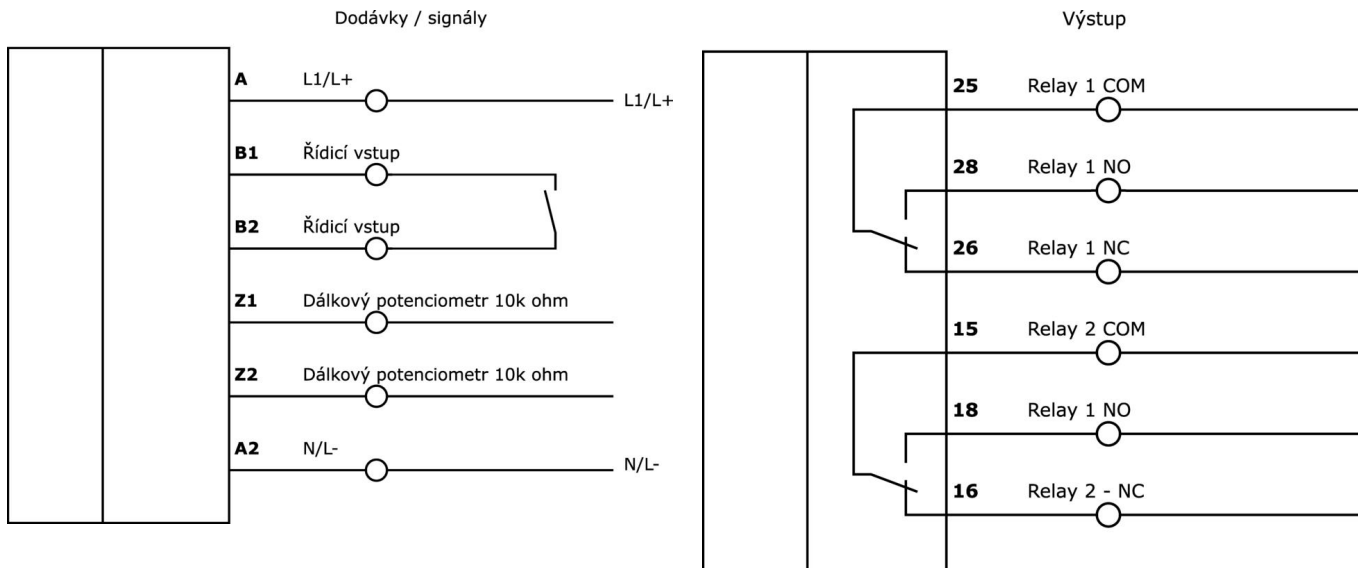 Dodávky / signály
A L1/L+ L1/L+
B1 Řídicí vstup
B2 Řídicí vstup
Z1 Dálkový potenciometr 10k ohm
Z2 Dálkový potenciometr 10k ohm
A2 N/L- N/L-
Výstup
25 Relay 1 COM
28 Relay 1 NO
26 Relay 1 NC
15 Relay 2 COM
18 Relay 1 NO
16 Relay 2 - NC